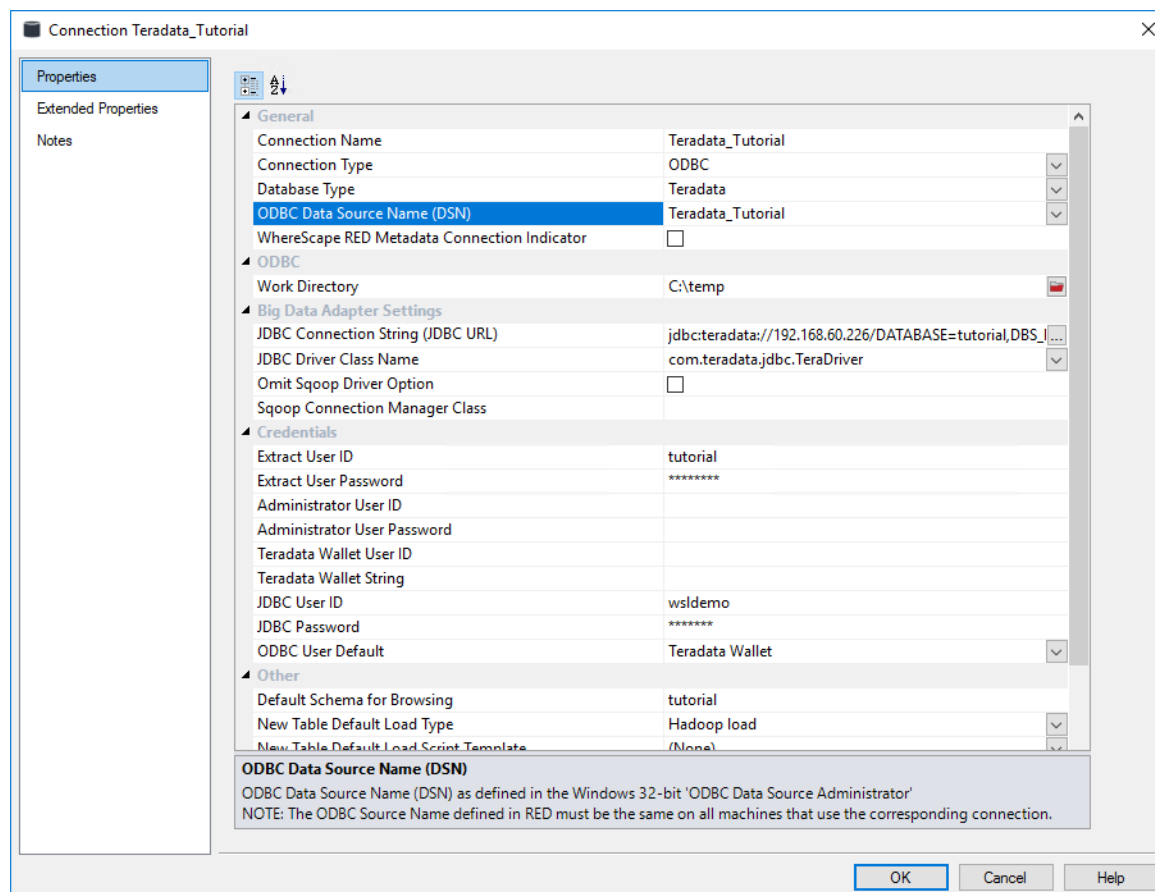 Connection Teradata_Tutorial
Properties
Extended Properties
Notes
General
Connection Name Teradata_Tutorial
Connection Type ODBC
Database Type Teradata
ODBC Data Source Name (DSN) Teradata_Tutorial
WhereScape RED Metadata Connection Indicator
ODBC
Work Directory C:\temp
Big Data Adapter Settings
JDBC Connection String (JDBC URL) jdbc:teradata://192.168.60.226/DATABASE=tutorial,DBS_ ...
JDBC Driver Class Name com.teradata.jdbc.TeraDriver
Omit Sqoop Driver Option
Sqoop Connection Manager Class
Credentials
Extract User ID tutorial
Extract User Password ********
Administrator User ID
Administrator User Password
Teradata Wallet User ID
Teradata Wallet String
JDBC User ID wsldemo
JDBC Password *******
ODBC User Default Teradata Wallet
Other
Default Schema for Browsing tutorial
New Table Default Load Type Hadoop load
New Table Default Load Script Template (None)
ODBC Data Source Name (DSN)
ODBC Data Source Name (DSN) as defined in the Windows 32-bit 'ODBC Data Source Administrator'
NOTE: The ODBC Source Name defined in RED must be the same on all machines that use the corresponding connection.
OK Cancel Help